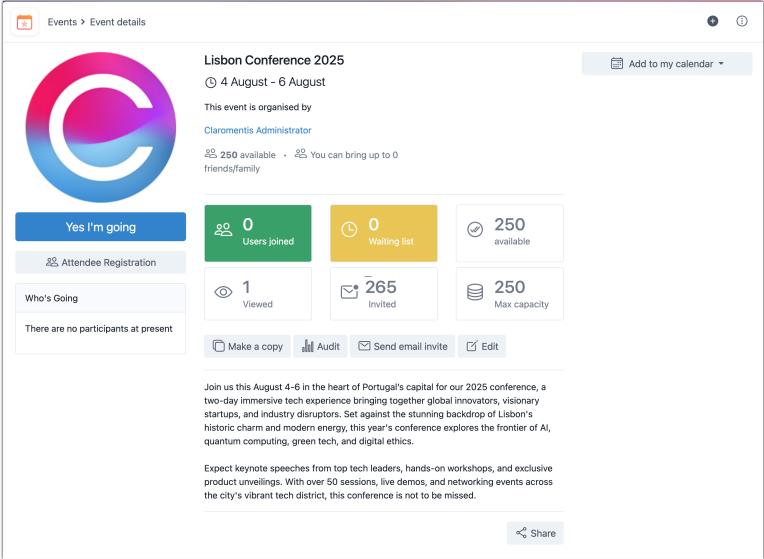 Events > Event details
Lisbon Conference 2025
4 August - 6 August
Add to my calendar
This event is organised by
Claromentis Administrator
250 available • You can bring up to 0
friends/family
Yes I'm going
Attendee Registration
Who's Going
There are no participants at present
0
Users joined
0
Waiting list
250
available
1
Viewed
265
Invited
250
Max capacity
Make a copy
Audit
Send email invite
Edit
Join us this August 4-6 in the heart of Portugal's capital for our 2025 conference, a
two-day immersive tech experience bringing together global innovators, visionary
startups, and industry disruptors. Set against the stunning backdrop of Lisbon's
historic charm and modern energy, this year's conference explores the frontier of AI,
quantum computing, green tech, and digital ethics.
Expect keynote speeches from top tech leaders, hands-on workshops, and exclusive
product unveilings. With over 50 sessions, live demos, and networking events across
the city's vibrant tech district, this conference is not to be missed.
Share